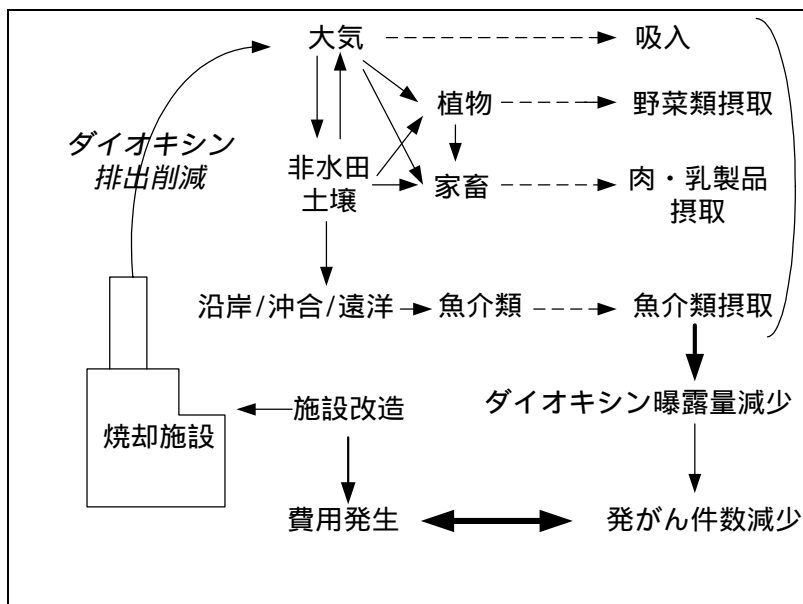 大気
吸入
植物
野菜類摂取
ダイオキシン
排出削減
非水田
土壌
家畜
肉・乳製品
摂取
沿岸/沖合/遠洋
魚介類
魚介類摂取
施設改造
ダイオキシン曝露量減少
焼却施設
費用発生
発がん件数減少